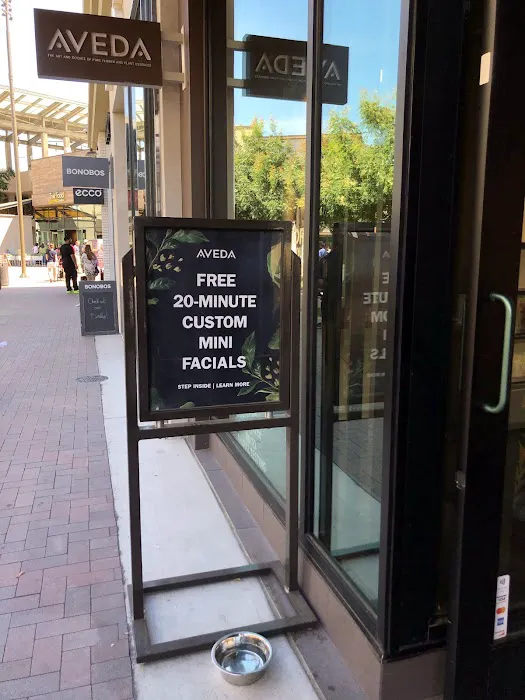 AVEDA
THE ART AND SCIENCE OF PURE FLOWER AND PLANT ESSENCES
BONOBOS
ecco
BONOBOS
AVEDA
FREE
20-MINUTE
CUSTOM
MINI
FACIALS
STEP INSIDE | LEARN MORE